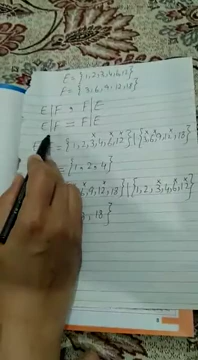 E = {1,2,3,4,6,12}
F = {3,6,9,12,18}
E|F , F|E
E|F = F|E
E = {1,2,3,4,6,12} | {3,6,9,12,18}
= {1,2,4}
,9,12,18} | {1,2,3,4,6,12}
,18}